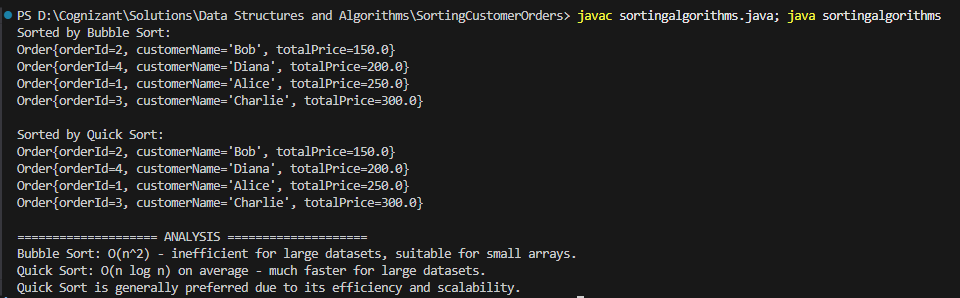 PS D:\Cognizant\Solutions\Data Structures and Algorithms\SortingCustomerOrders> javac sortingalgorithms.java; java sortingalgorithms
Sorted by Bubble Sort:
Order{orderId=2, customerName='Bob', totalPrice=150.0}
Order{orderId=4, customerName='Diana', totalPrice=200.0}
Order{orderId=1, customerName='Alice', totalPrice=250.0}
Order{orderId=3, customerName='Charlie', totalPrice=300.0}

Sorted by Quick Sort:
Order{orderId=2, customerName='Bob', totalPrice=150.0}
Order{orderId=4, customerName='Diana', totalPrice=200.0}
Order{orderId=1, customerName='Alice', totalPrice=250.0}
Order{orderId=3, customerName='Charlie', totalPrice=300.0}

==================== ANALYSIS ====================
Bubble Sort: O(n^2) - inefficient for large datasets, suitable for small arrays.
Quick Sort: O(n log n) on average - much faster for large datasets.
Quick Sort is generally preferred due to its efficiency and scalability.